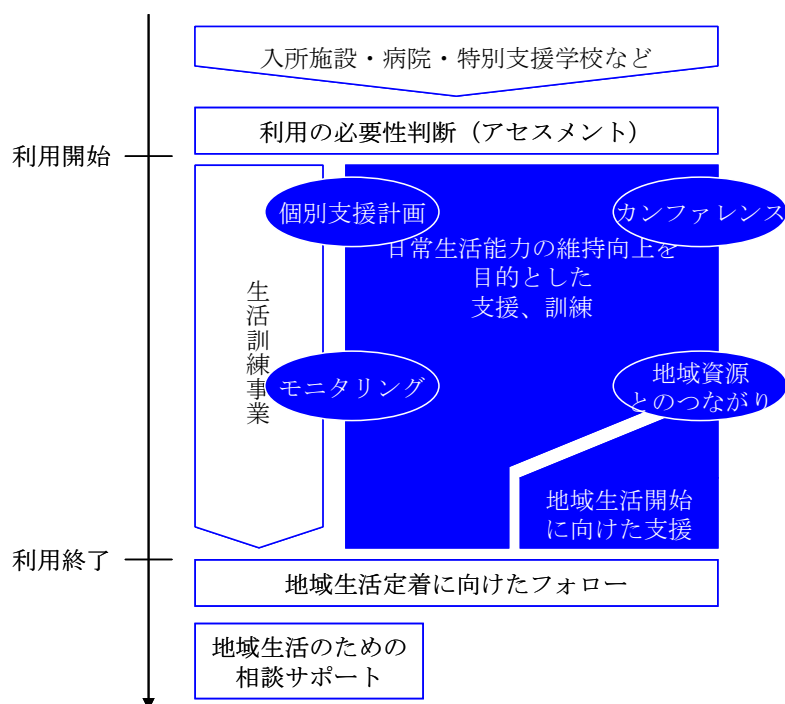 入所施設・病院・特別支援学校など
利用の必要性判断（アセスメント）
利用開始
個別支援計画
カンファレンス
日常生活能力の維持向上を
目的とした
支援、訓練
生活訓練事業
モニタリング
地域資源
とのつながり
地域生活開始
に向けた支援
利用終了
地域生活定着に向けたフォロー
地域生活のための
相談サポート